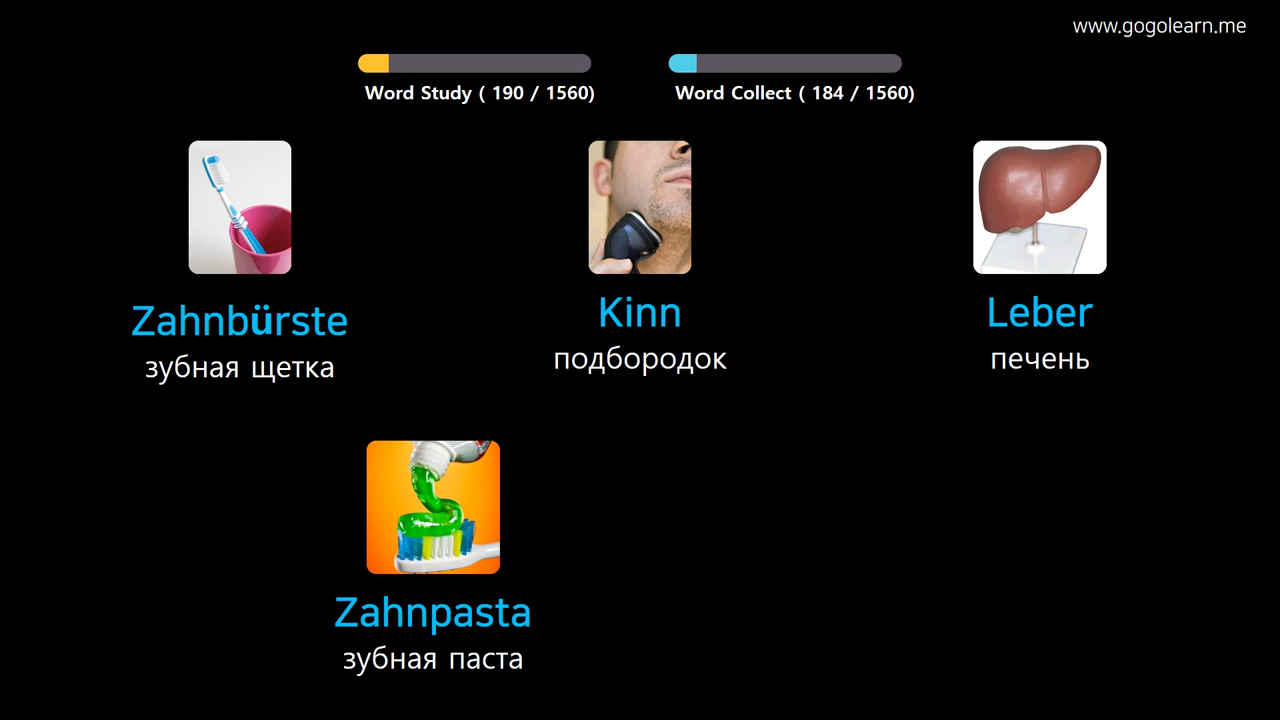 www.gogolearn.me
Word Study ( 190 / 1560)
Word Collect ( 184 / 1560)
Zahnbürste
зубная щетка
Kinn
подбородок
Leber
печень
Zahnpasta
зубная паста